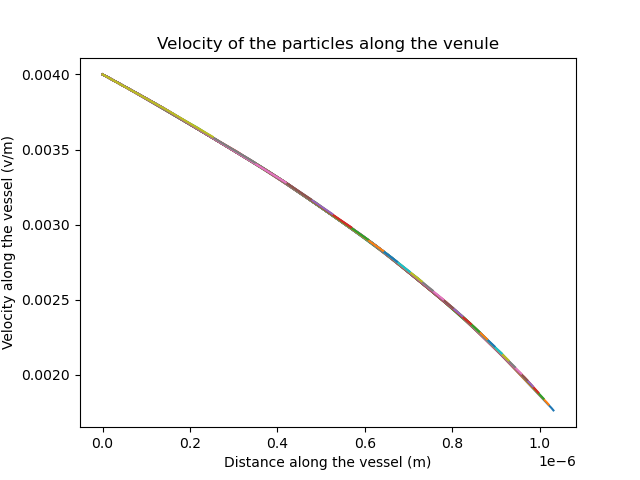 Velocity of the particles along the venule
Velocity along the vessel (v/m)
0.0040
0.0035
0.0030
0.0025
0.0020
0.0
0.2
0.4
0.6
0.8
1.0
1e−6
Distance along the vessel (m)